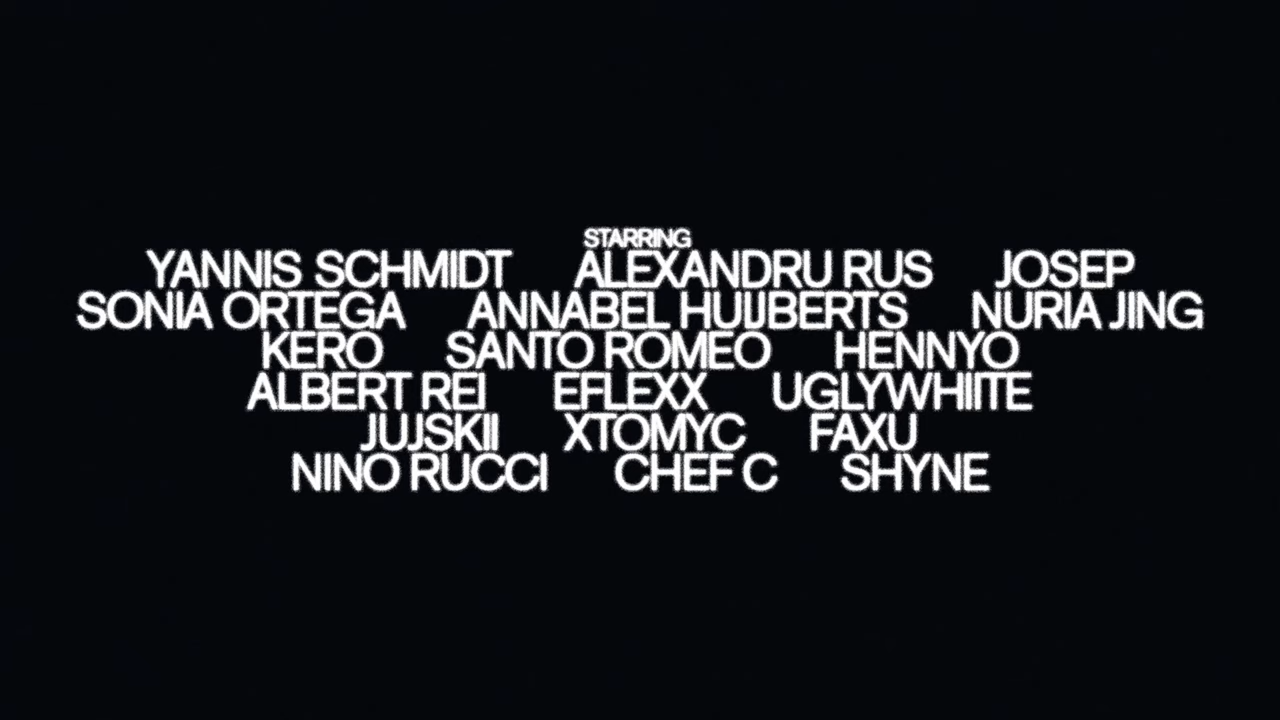 STARRING
YANNIS SCHMIDT ALEXANDRU RUS JOSEP
SONIA ORTEGA ANNABEL HUIJBERTS NURIA JING
KERO SANTO ROMEO HENNYO
ALBERT REI EFLEXX UGLYWHIITE
JUJSKII XTOMYC FAXU
NINO RUCCI CHEF C SHYNE